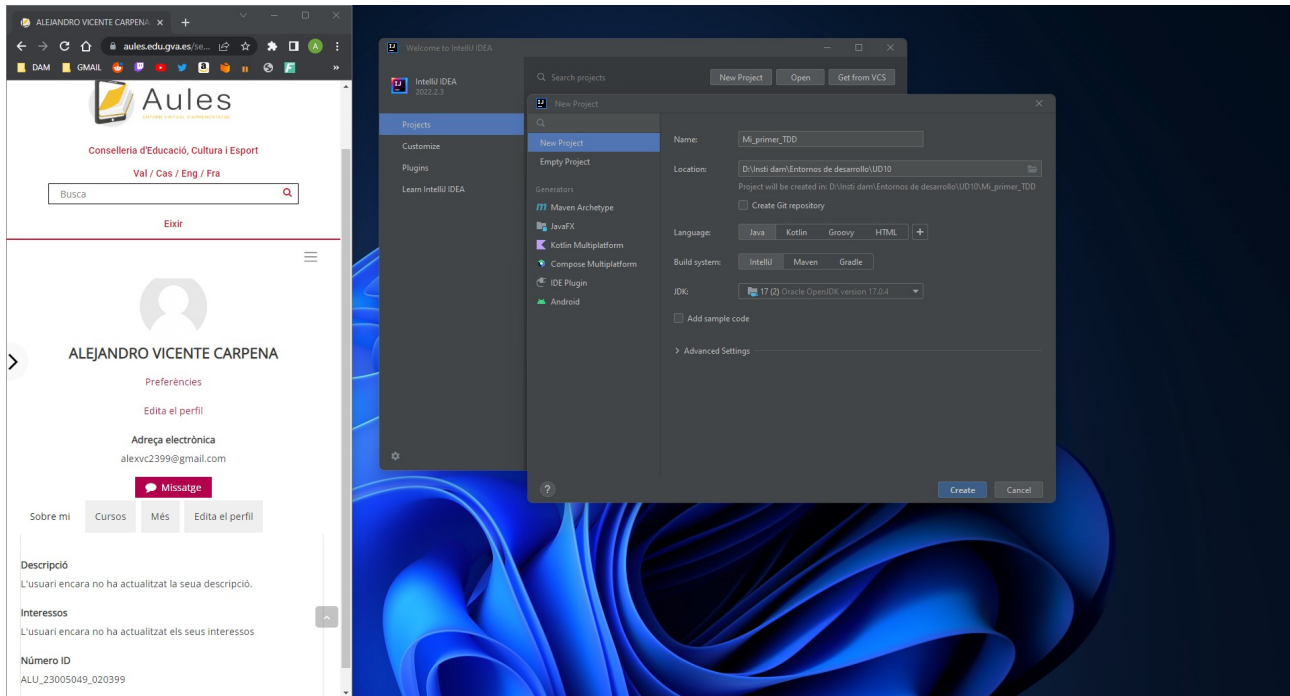 ALEJANDRO VICENTE CARPENA
aules.edu.gva.es/se...
DAM
GMAIL
Aules
Conselleria d'Educació, Cultura i Esport
Val / Cas / Eng / Fra
Busca
Eixir
ALEJANDRO VICENTE CARPENA
Preferències
Edita el perfil
Adreça electrònica
alexvc2399@gmail.com
Missatge
Sobre mi Cursos Més Edita el perfil
Descripció
L'usuari encara no ha actualitzat la seua descripció.
Interessos
L'usuari encara no ha actualitzat els seus interessos
Número ID
ALU_23005049_020399
Welcome to IntelliJ IDEA
IntelliJ IDEA
2022.2.3
Search projects
New Project Open Get from VCS
Projects
Customize
Plugins
Learn IntelliJ IDEA
New Project
New Project
Empty Project
Generators
Maven Archetype
JavaFX
Kotlin Multiplatform
Compose Multiplatform
IDE Plugin
Android
Name: Mi_primer_TDD
Location: D:\Insti dam\Entornos de desarrollo\UD10
Project will be created in: D:\Insti dam\Entornos de desarrollo\UD10\Mi_primer_TDD
Create Git repository
Language: Java Kotlin Groovy HTML +
Build system: IntelliJ Maven Gradle
JDK: 17 (2) Oracle OpenJDK version 17.0.4
Add sample code
Advanced Settings
? Create Cancel